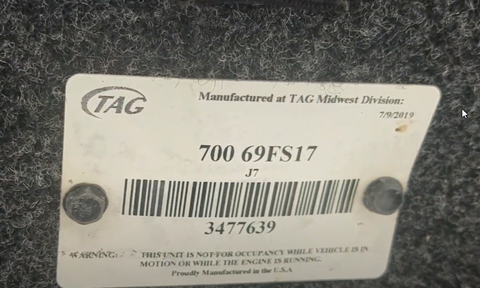 TAG
Manufactured at TAG Midwest Division:
7/9/2019
700 69FS17
J7
3477639
WARNING: THIS UNIT IS NOT FOR OCCUPANCY WHILE VEHICLE IS IN
MOTION OR WHILE THE ENGINE IS RUNNING.
Proudly Manufactured in the U.S.A